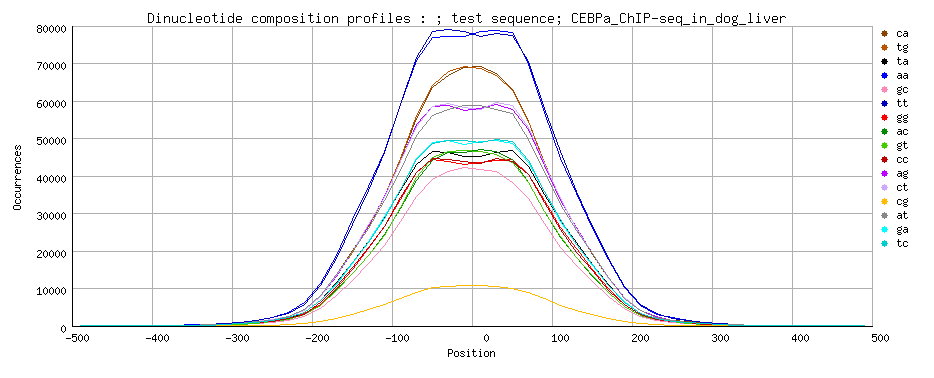 Dinucleotide composition profiles : ; test sequence; CEBPa_ChIP-seq_in_dog_liver
80000
70000
60000
50000
40000
30000
20000
10000
0
Occurrences
-500 -400 -300 -200 -100 0 100 200 300 400 500
Position
ca
tg
ta
aa
gc
tt
gg
ac
gt
cc
ag
ct
cg
at
ga
tc